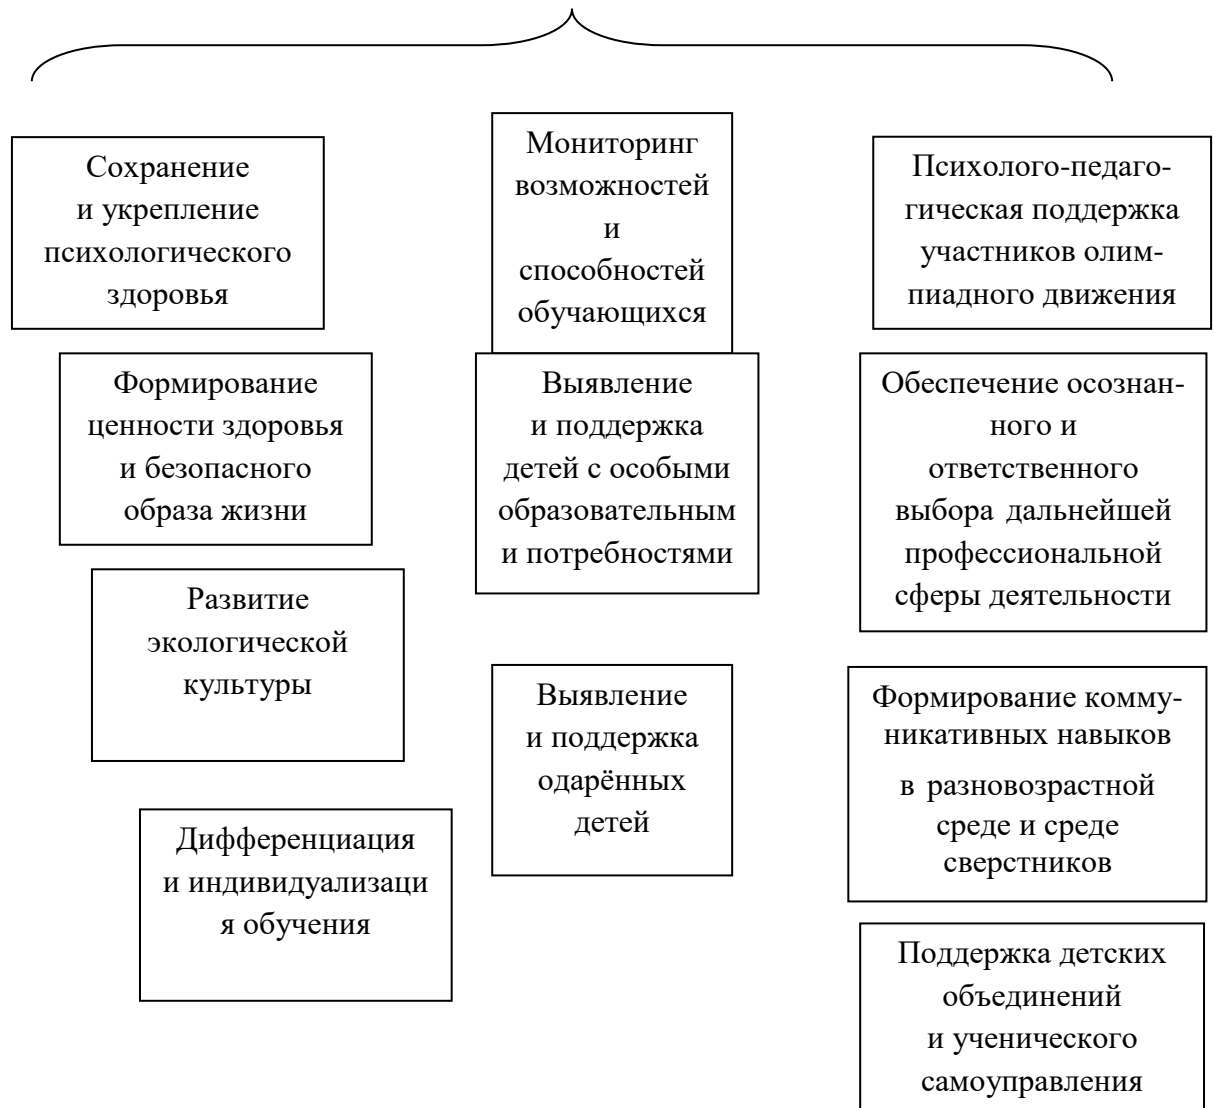 Сохранение
и укрепление
психологического
здоровья
Формирование
ценности здоровья
и безопасного
образа жизни
Развитие
экологической
культуры
Дифференциация
и индивидуализаци
я обучения
Мониторинг
возможностей
и
способностей
обучающихся
Выявление
и поддержка
детей с особыми
образовательным
и потребностями
Выявление
и поддержка
одарённых
детей
Психолого-педаго-
гическая поддержка
участников олим-
пиадного движения
Обеспечение осознан-
ного и
ответственного
выбора дальнейшей
профессиональной
сферы деятельности
Формирование комму-
никативных навыков
в разновозрастной
среде и среде
сверстников
Поддержка детских
объединений
и ученического
самоуправления